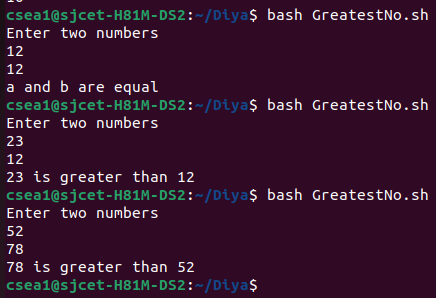 csea1@sjcet-H81M-DS2:~/Diya$ bash GreatestNo.sh
Enter two numbers
12
12
a and b are equal
csea1@sjcet-H81M-DS2:~/Diya$ bash GreatestNo.sh
Enter two numbers
23
12
23 is greater than 12
csea1@sjcet-H81M-DS2:~/Diya$ bash GreatestNo.sh
Enter two numbers
52
78
78 is greater than 52
csea1@sjcet-H81M-DS2:~/Diya$